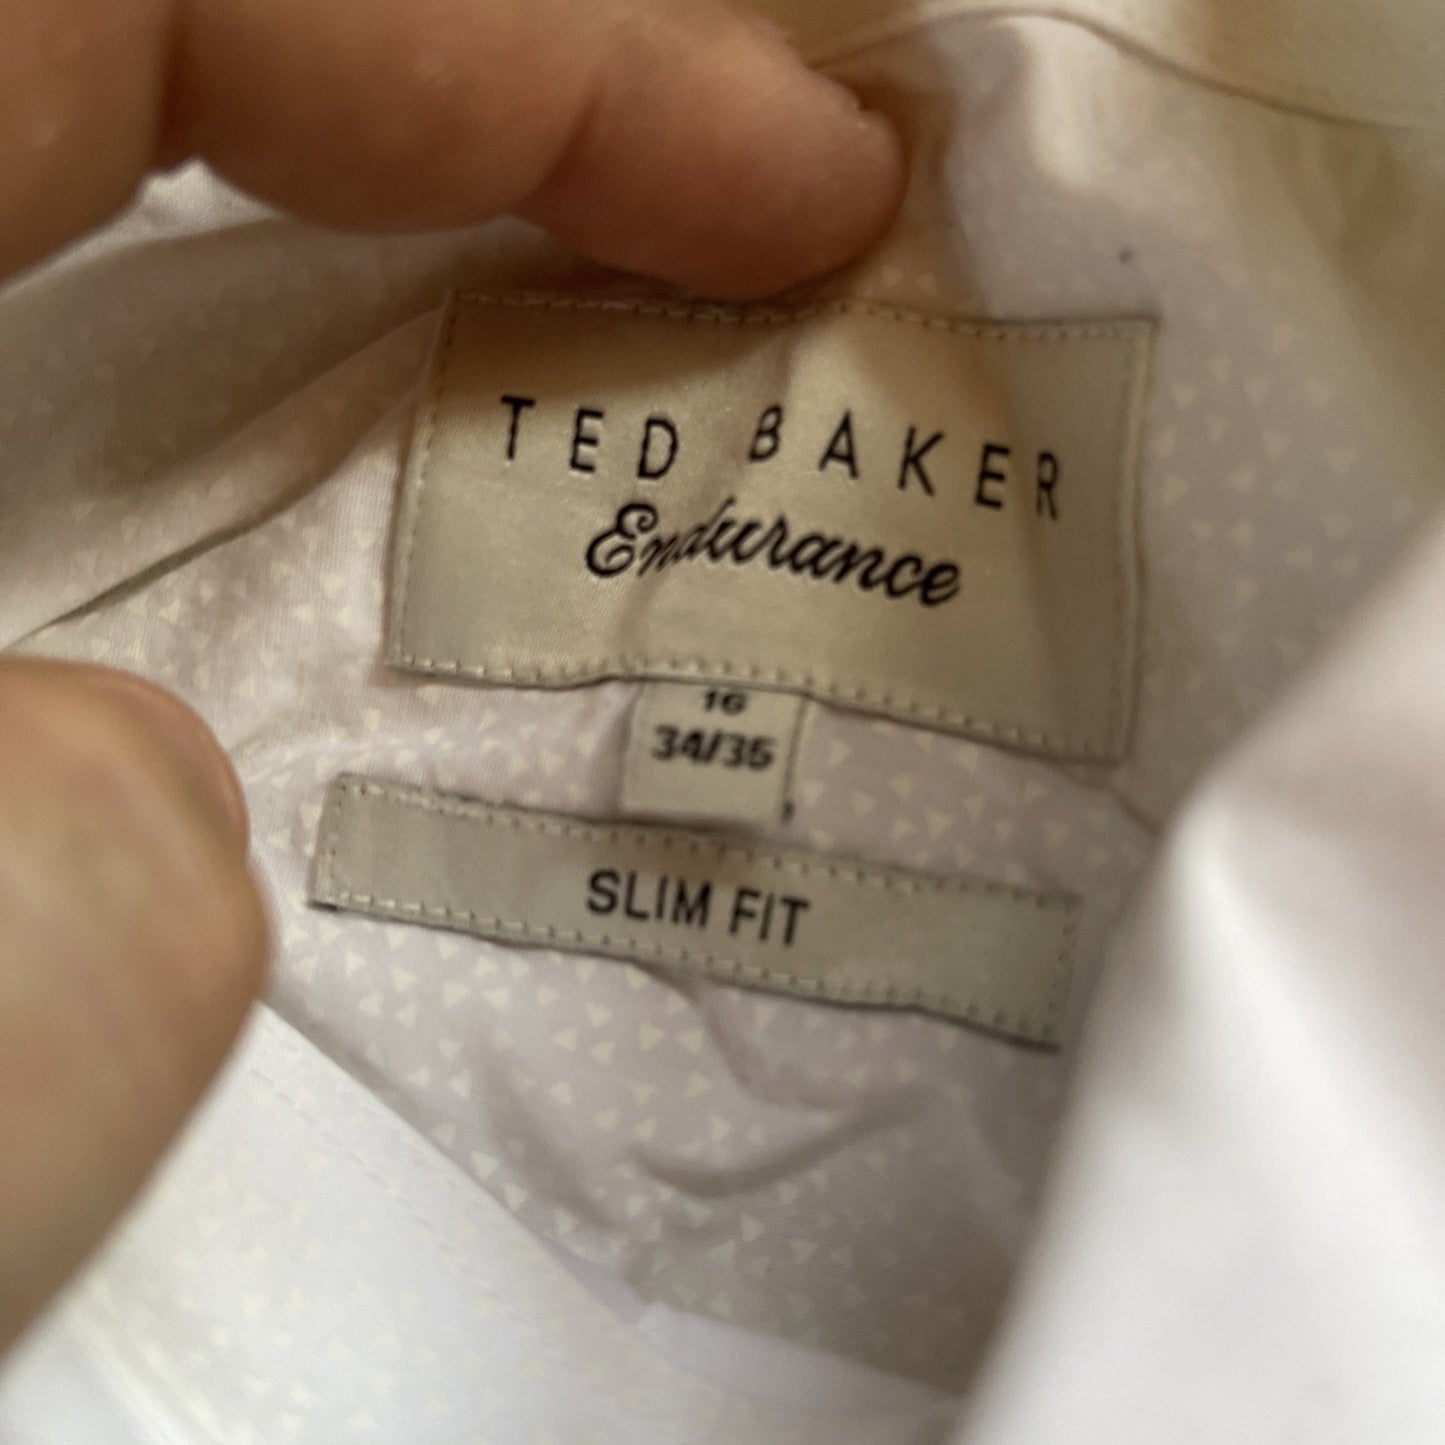 TED BAKER
Endurance
16
34/35
SLIM FIT